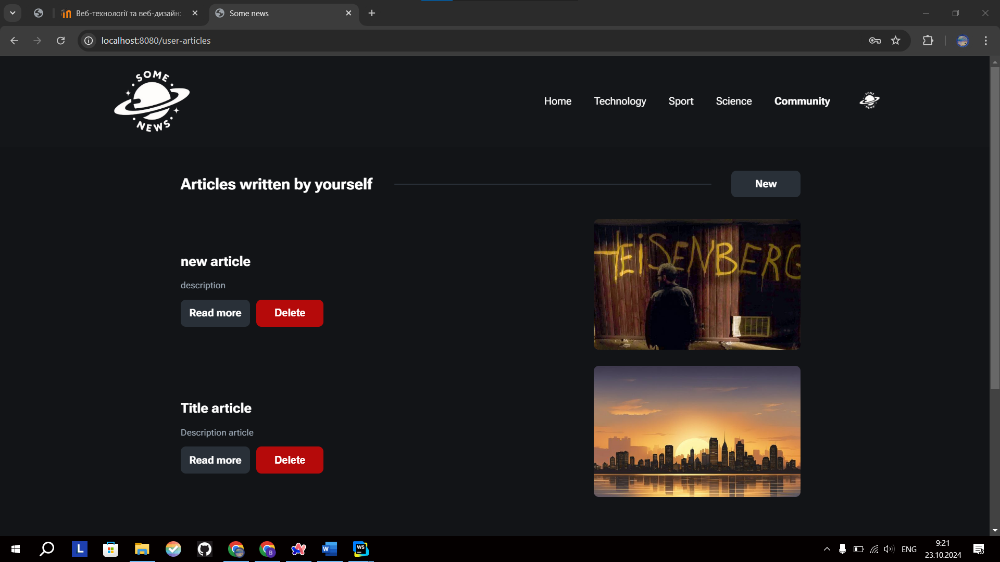 Веб-технології та веб-дизайн:
Some news
localhost:8080/user-articles
SOME
NEWS
Home
Technology
Sport
Science
Community
SOME
NEWS
Articles written by yourself
New
HEiSENBERG
new article
description
Read more
Delete
Title article
Description article
Read more
Delete
L
B
W
WS
ENG
9:21
23.10.2024